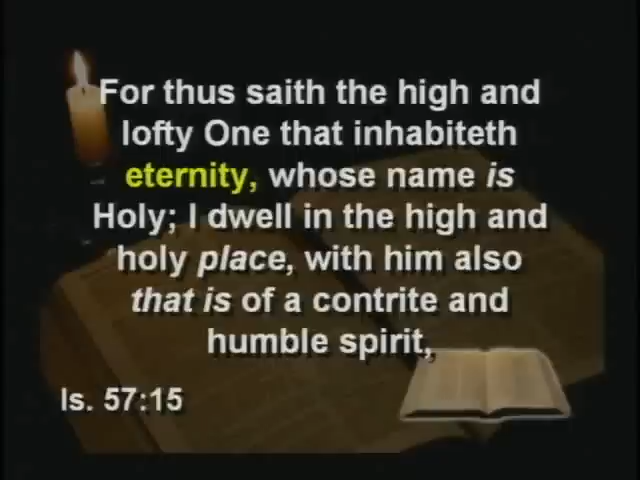 For thus saith the high and
lofty One that inhabiteth
eternity, whose name is
Holy; I dwell in the high and
holy place, with him also
that is of a contrite and
humble spirit,
Is. 57:15